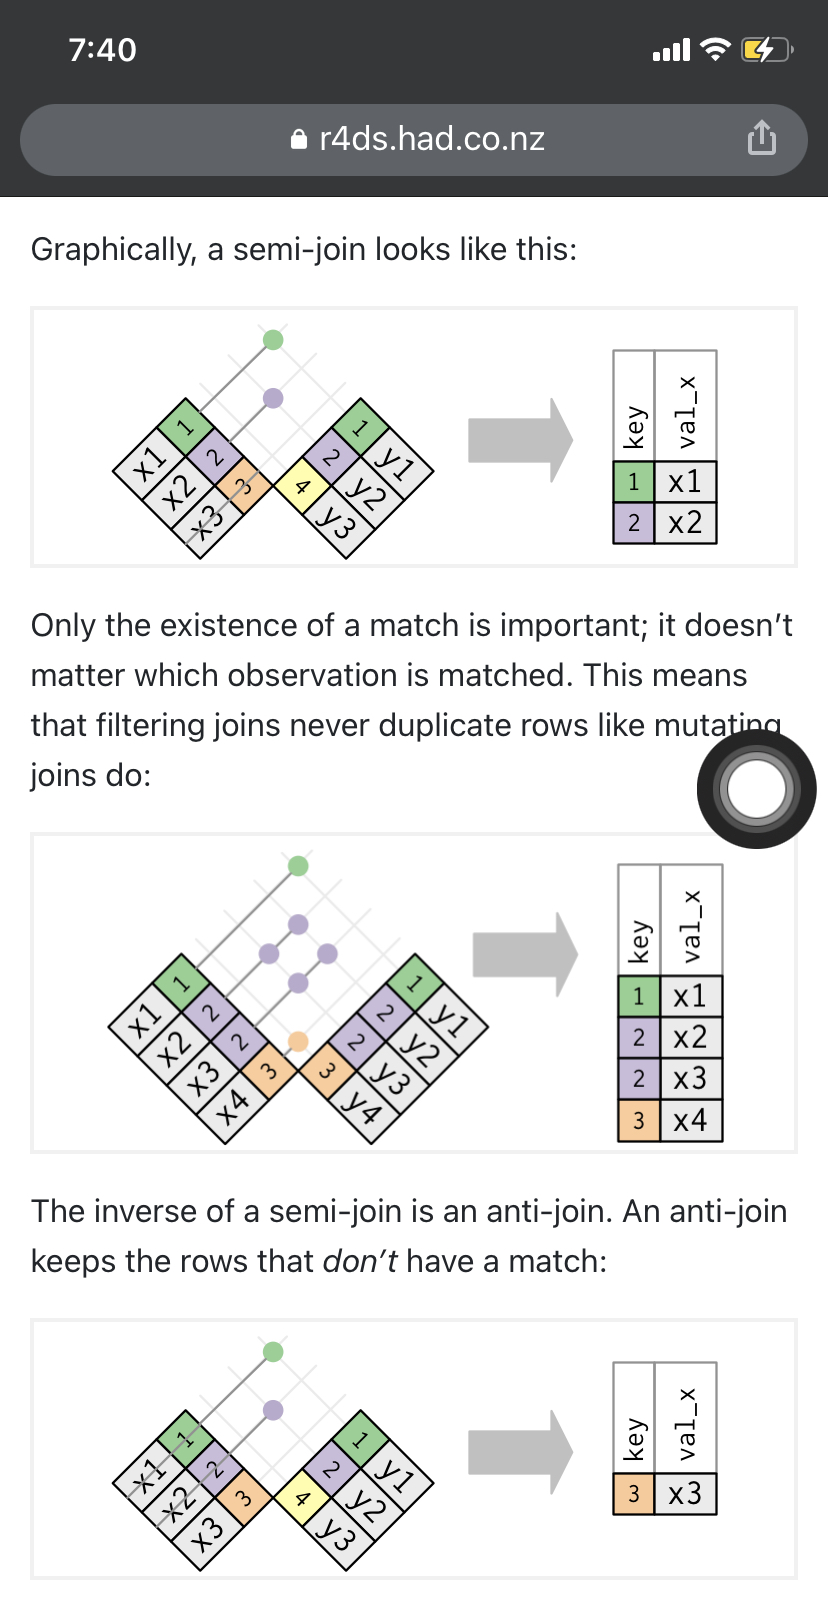 7:40
r4ds.had.co.nz
Graphically, a semi-join looks like this:
x1 1
x2 2
x3 3
1 y1
2 y2
4 y3
key val_x
1 x1
2 x2
Only the existence of a match is important; it doesn’t
matter which observation is matched. This means
that filtering joins never duplicate rows like mutating
joins do:
x1 1
x2 2
x3 2
x4 3
1 y1
2 y2
2 y3
3 y4
key val_x
1 x1
2 x2
2 x3
3 x4
The inverse of a semi-join is an anti-join. An anti-join
keeps the rows that don’t have a match:
x1 1
x2 2
x3 3
1 y1
2 y2
4 y3
key val_x
3 x3